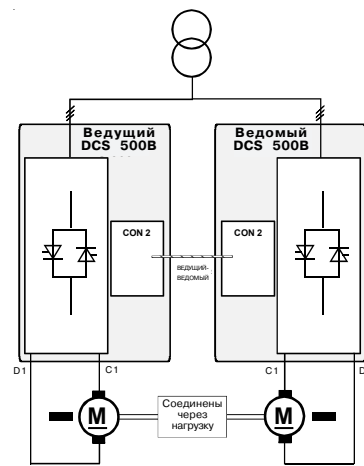 Ведущий
DCS 500B
Ведомый
DCS 500B
CON 2
CON 2
ВЕДУЩИЙ-
ВЕДОМЫЙ
D1
C1
C1
D
Соединены
через
нагрузку
M
M